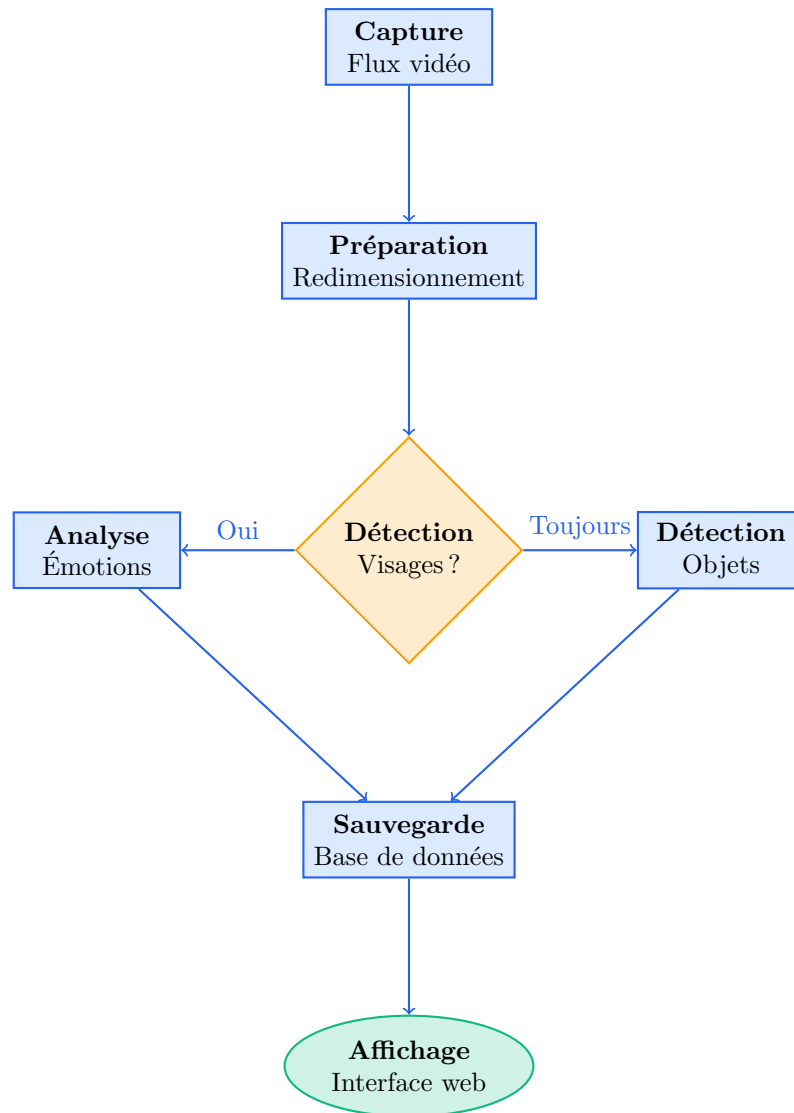 Capture
Flux vidéo
Préparation
Redimensionnement
Analyse
Émotions
Oui
Détection
Visages ?
Toujours
Détection
Objets
Sauvegarde
Base de données
Affichage
Interface web